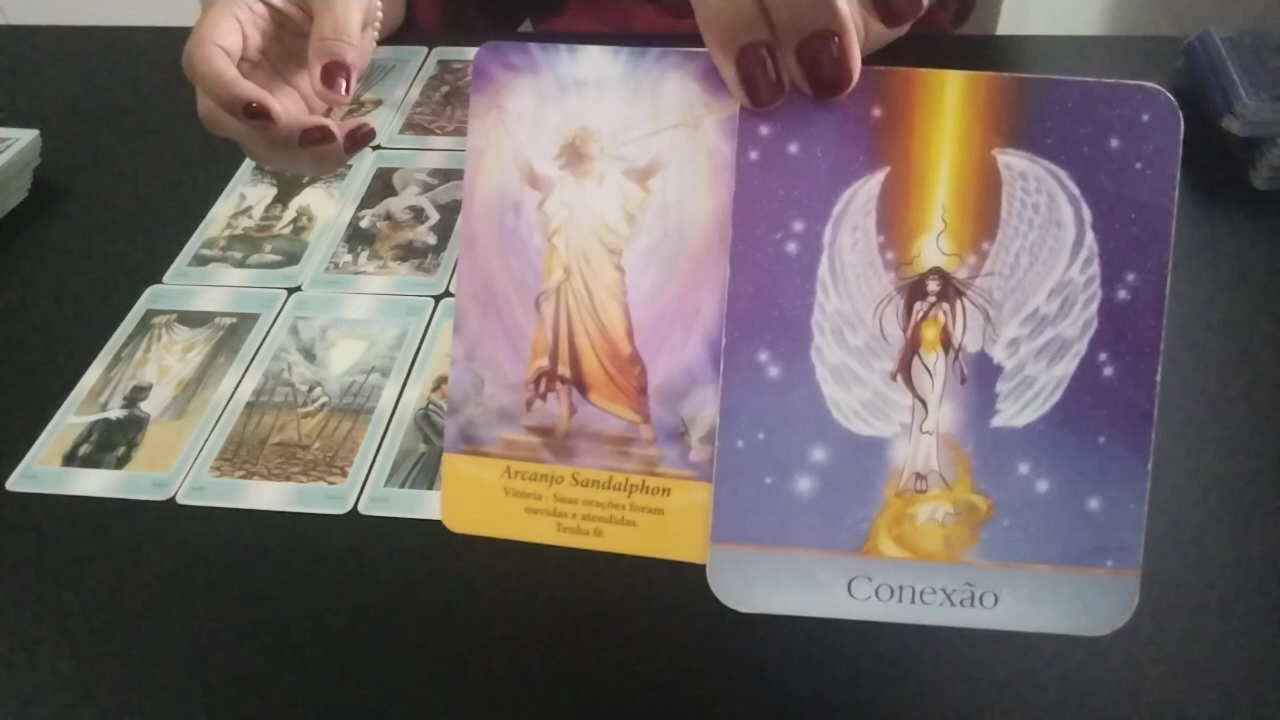 Arcanjo Sandalphon
Vitória - Suas orações foram
ouvidas e atendidas.
Tenha fé.
Conexão